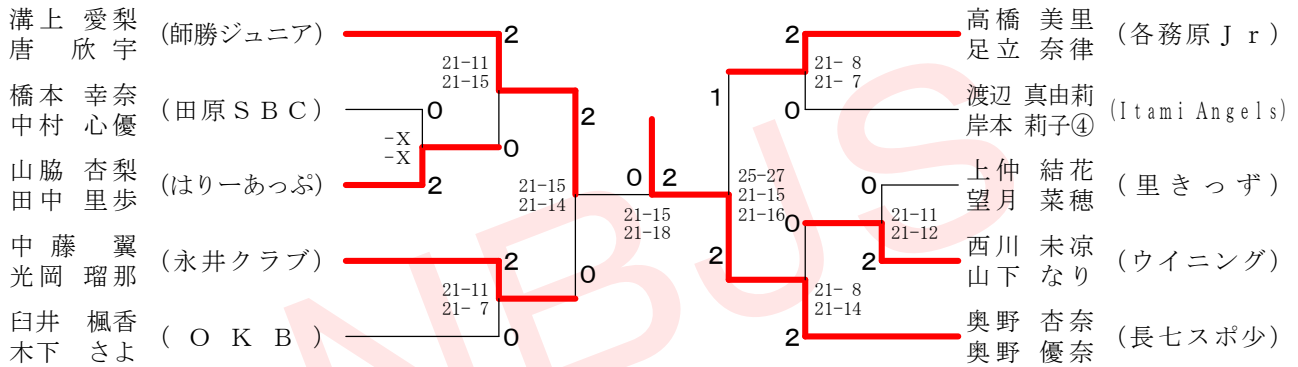 溝上 愛梨
唐 欣宇
(師勝ジュニア)
橋本 幸奈
中村 心優
(田原SBC)
山脇 杏梨
田中 里歩
(はりーあっぷ)
中藤 翼
光岡 瑠那
(永井クラブ)
臼井 楓香
木下 さよ
(OKB)
2
21-11
21-15
0
-X
-X
2
0
2
21-15
21-14
2
21-11
21- 7
0
0
0
2
21-15
21-18
1
25-27
21-15
21-16
2
2
21- 8
21- 7
0
0
0
21-11
21-12
2
21- 8
21-14
2
高橋 美里
足立 奈律
(各務原Jr)
渡辺 真由莉
岸本 莉子④
(Itami Angels)
上仲 結花
望月 菜穂
(里きっず)
西川 未凉
山下 なり
(ウイニング)
奥野 杏奈
奥野 優奈
(長七スポ少)
NBJS